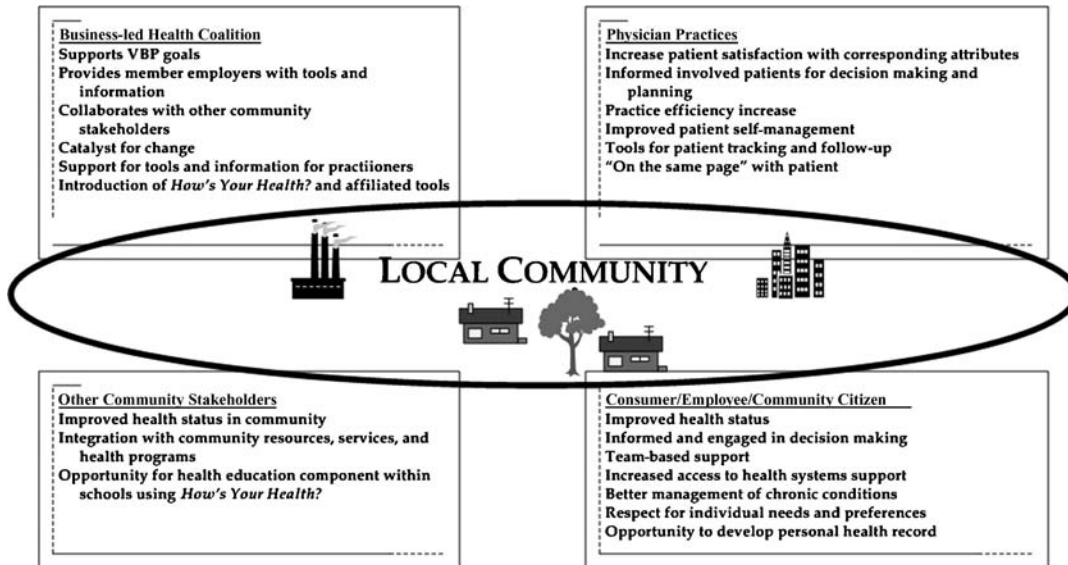 Business-led Health Coalition
Supports VBP goals
Provides member employers with tools and
information
Collaborates with other community
stakeholders
Catalyst for change
Support for tools and information for practiioners
Introduction of How's Your Health? and affiliated tools
Physician Practices
Increase patient satisfaction with corresponding attributes
Informed involved patients for decision making and
planning
Practice efficiency increase
Improved patient self-management
Tools for patient tracking and follow-up
“On the same page” with patient
LOCAL COMMUNITY
Other Community Stakeholders
Improved health status in community
Integration with community resources, services, and
health programs
Opportunity for health education component within
schools using How's Your Health?
Consumer/Employee/Community Citizen
Improved health status
Informed and engaged in decision making
Team-based support
Increased access to health systems support
Better management of chronic conditions
Respect for individual needs and preferences
Opportunity to develop personal health record